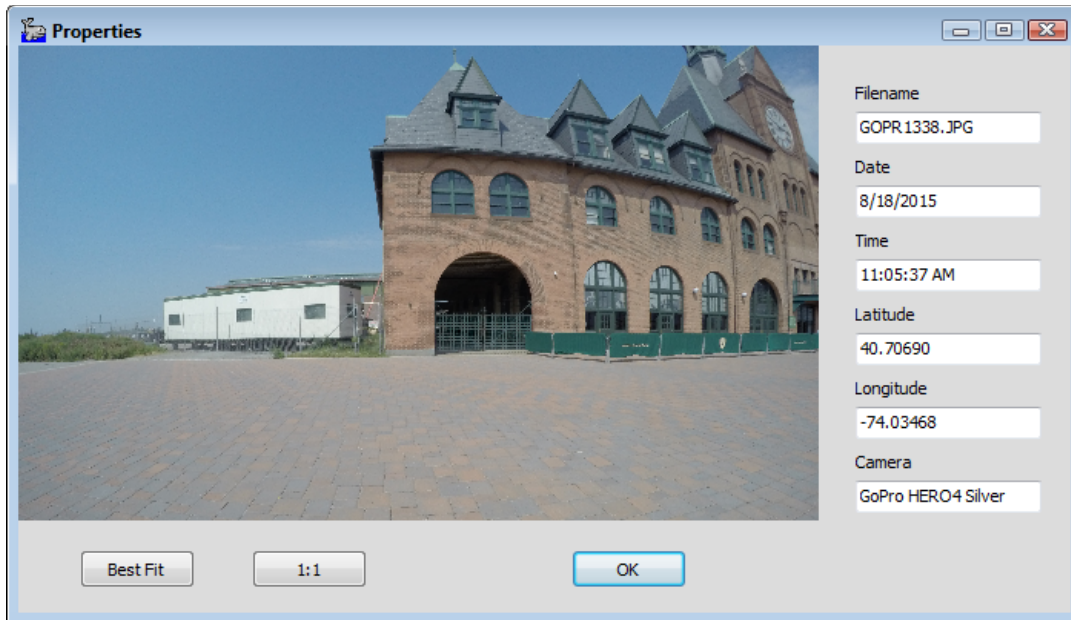 Properties
Filename
GOPR1338.JPG
Date
8/18/2015
Time
11:05:37 AM
Latitude
40.70690
Longitude
-74.03468
Camera
GoPro HERO4 Silver
Best Fit
1:1
OK